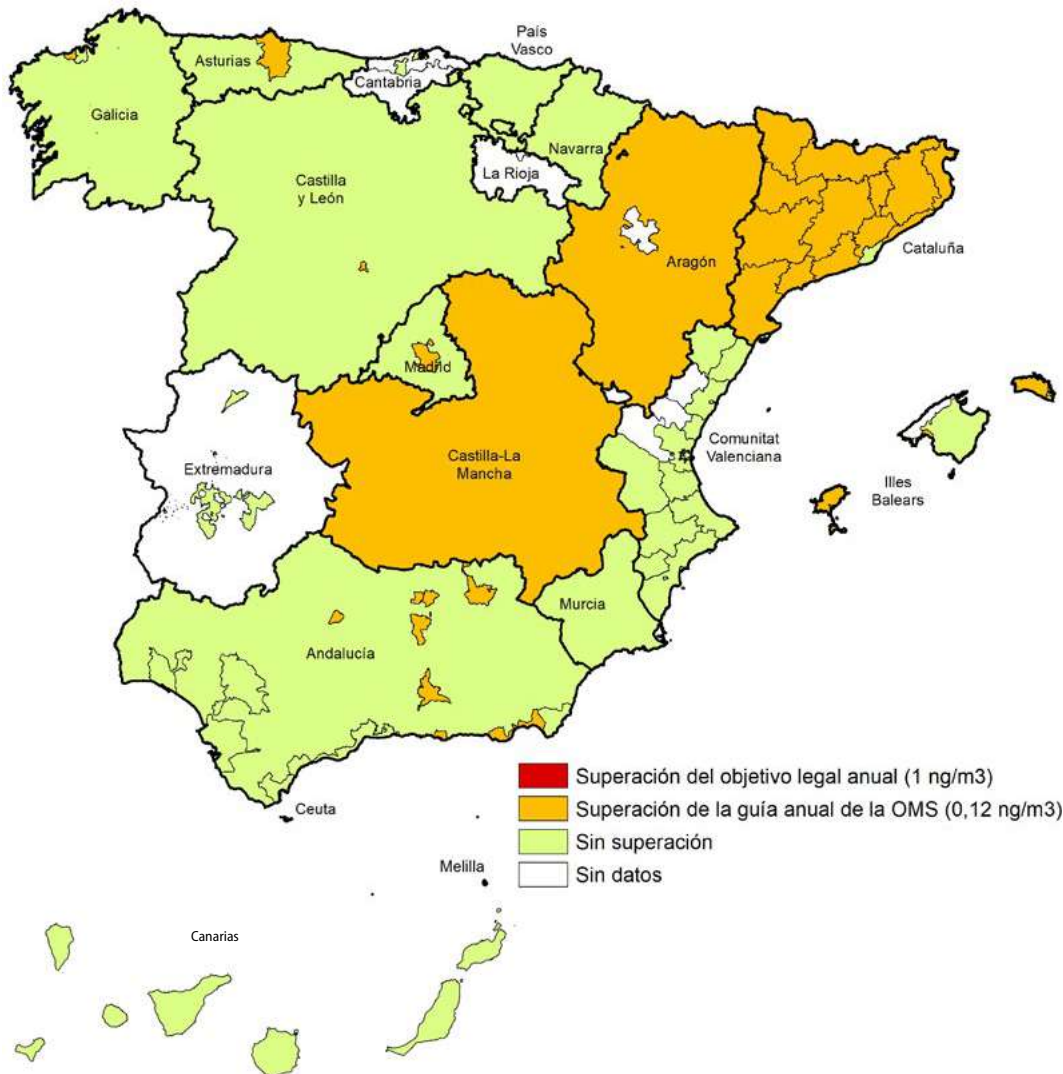 País
Vasco
Asturias
Cantabria
Galicia
Navarra
La Rioja
Castilla
y León
Cataluña
Aragón
Madrid
Comunitat
Valenciana
Castilla-La
Mancha
Extremadura
Illes
Balears
Murcia
Andalucía
Superación del objetivo legal anual (1 ng/m3)
Superación de la guía anual de la OMS (0,12 ng/m3)
Ceuta
Sin superación
Melilla
Sin datos
Canarias